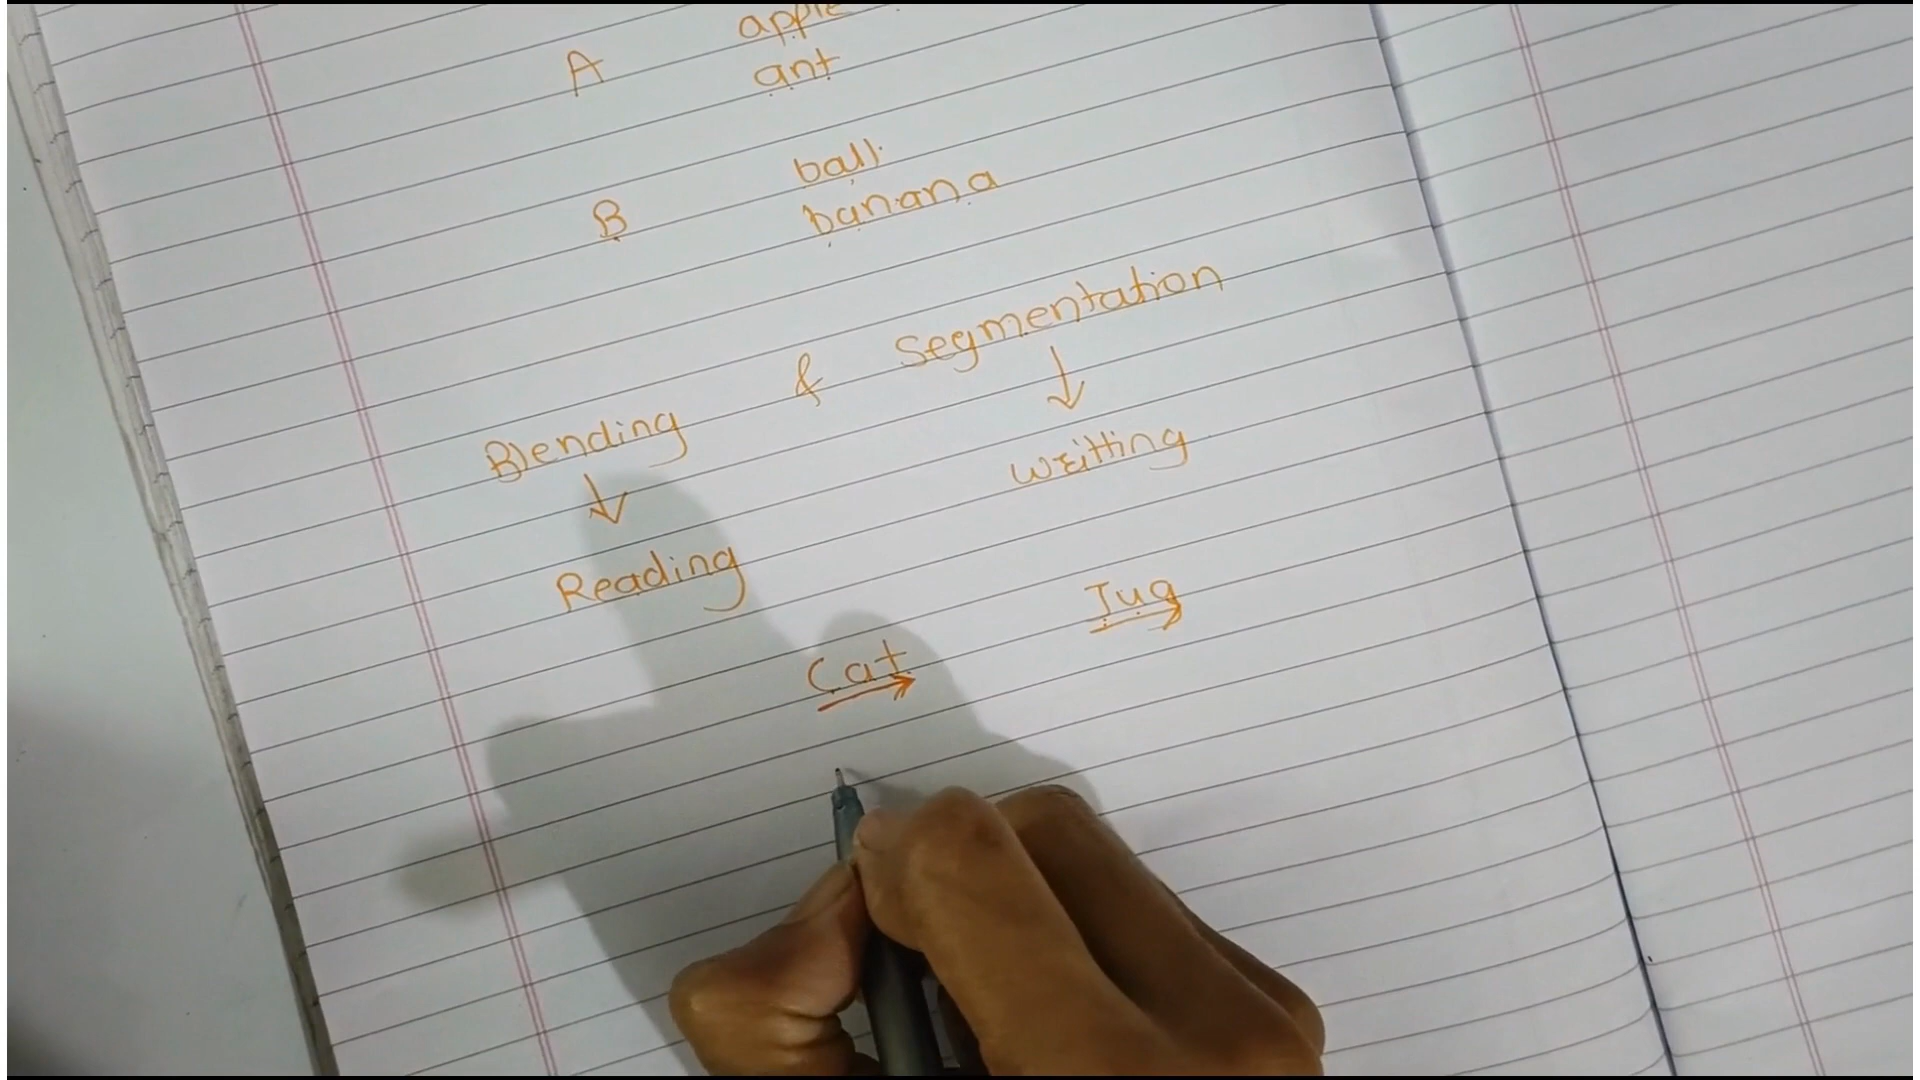 apple
A ant
ball
B banana
Blending & Segmentation
Reading Writting
Cat Jug